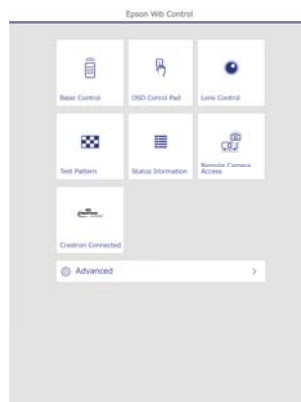 Epson Web Control
Basic Control
OSD Control Pad
Lens Control
Test Pattern
Status Information
Remote Camera
Access
Crestron Connected
Advanced